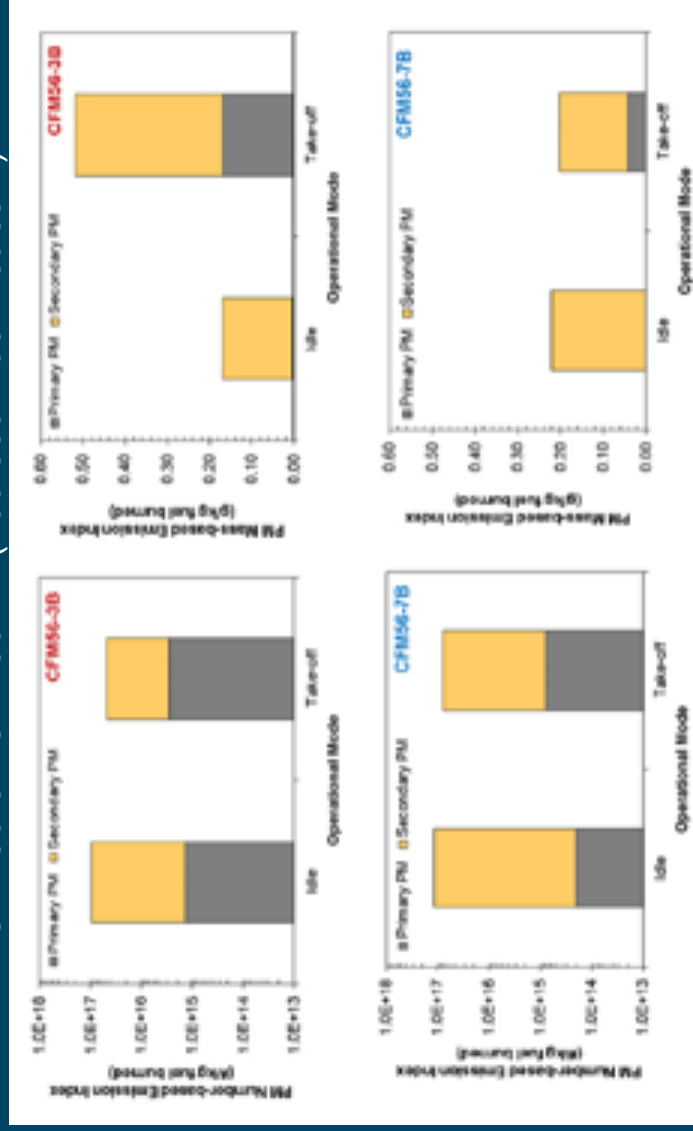 CFM56-3B
Primary PM Secondary PM
PM Number-based Emission Index
(#/kg fuel burned)
1.0E+18
1.0E+17
1.0E+16
1.0E+15
1.0E+14
1.0E+13
Idle
Take-off
Operational Mode
CFM56-3B
Primary PM Secondary PM
PM Mass-based Emission Index
(g/kg fuel burned)
0.60
0.50
0.40
0.30
0.20
0.10
0.00
Idle
Take-off
Operational Mode
CFM56-7B
Primary PM Secondary PM
PM Number-based Emission Index
(#/kg fuel burned)
1.0E+18
1.0E+17
1.0E+16
1.0E+15
1.0E+14
1.0E+13
Idle
Take-off
Operational Mode
CFM56-7B
Primary PM Secondary PM
PM Mass-based Emission Index
(g/kg fuel burned)
0.60
0.50
0.40
0.30
0.20
0.10
0.00
Idle
Take-off
Operational Mode